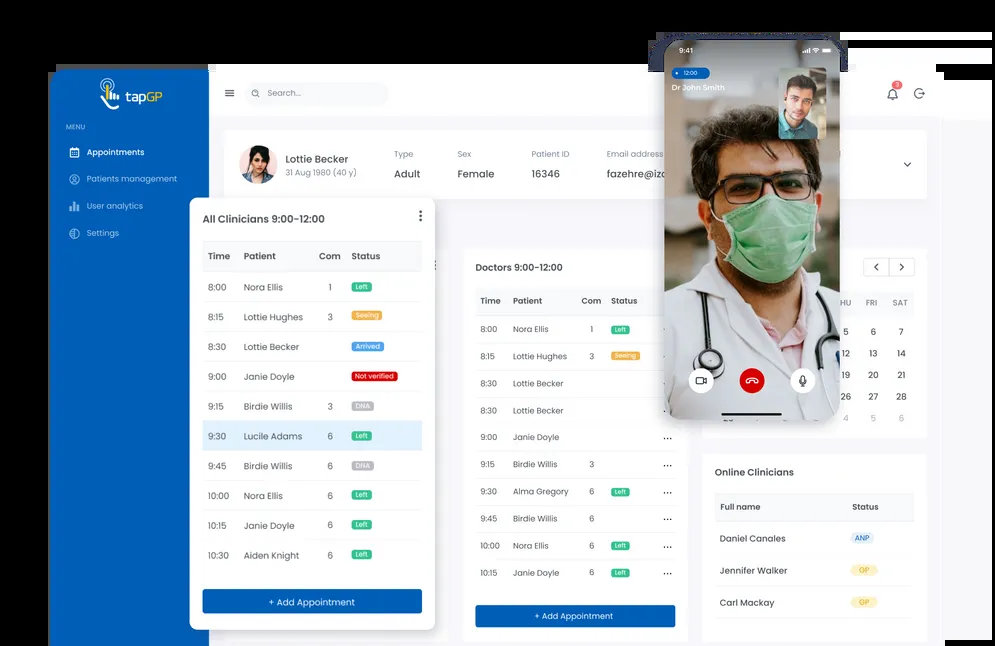 tapGP
MENU
Appointments
Patients management
User analytics
Settings
Search...
3
Lottie Becker
31 Aug 1980 (40 y)
Type
Adult
Sex
Female
Patient ID
16346
Email address
All Clinicians 9:00-12:00
Time Patient Com Status
8:00 Nora Ellis 1 Left
8:15 Lottie Hughes 3 Seeing
8:30 Lottie Becker Arrived
9:00 Janie Doyle Not verified
9:15 Birdie Willis 3 DNA
9:30 Lucile Adams 6 Left
9:45 Birdie Willis 6 DNA
10:00 Nora Ellis 6 Left
10:15 Janie Doyle 6 Left
10:30 Aiden Knight 6 Left
+ Add Appointment
Doctors 9:00-12:00
Time Patient Com Status
8:00 Nora Ellis 1 Left
8:15 Lottie Hughes 3 Seeing
8:30 Lottie Becker
8:30 Lottie Becker
9:00 Janie Doyle ...
9:15 Birdie Willis 3 ...
9:30 Alma Gregory 6 Left ...
9:45 Birdie Willis 6 ...
10:00 Nora Ellis 6 Left ...
10:15 Janie Doyle 6 Left ...
+ Add Appointment
9:41
12:00
Dr John Smith
FRI SAT
5 6 7
12 13 14
19 20 21
26 27 28
4 5 6
Online Clinicians
Full name Status
Daniel Canales ANP
Jennifer Walker GP
Carl Mackay GP